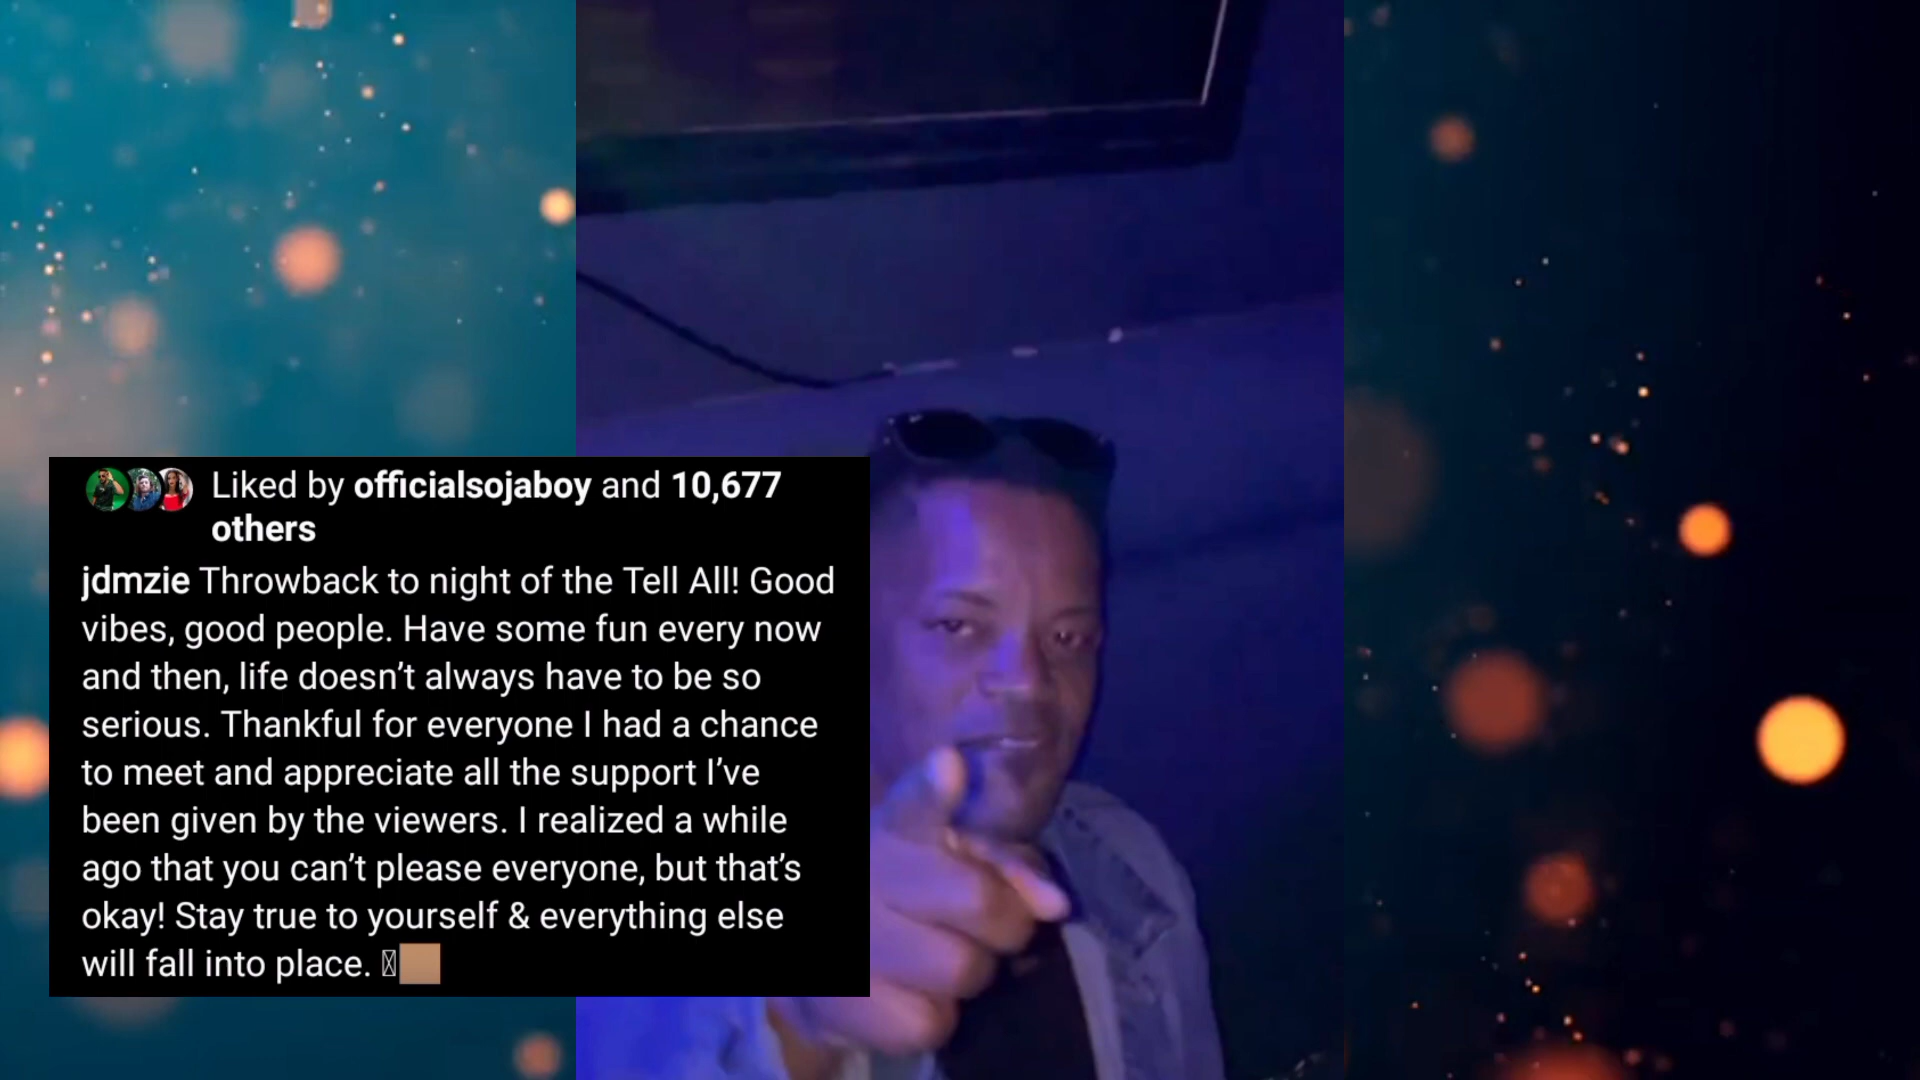 Liked by officialsojaboy and 10,677
others
jdmzie Throwback to night of the Tell All! Good
vibes, good people. Have some fun every now
and then, life doesn’t always have to be so
serious. Thankful for everyone I had a chance
to meet and appreciate all the support I’ve
been given by the viewers. I realized a while
ago that you can’t please everyone, but that’s
okay! Stay true to yourself & everything else
will fall into place.